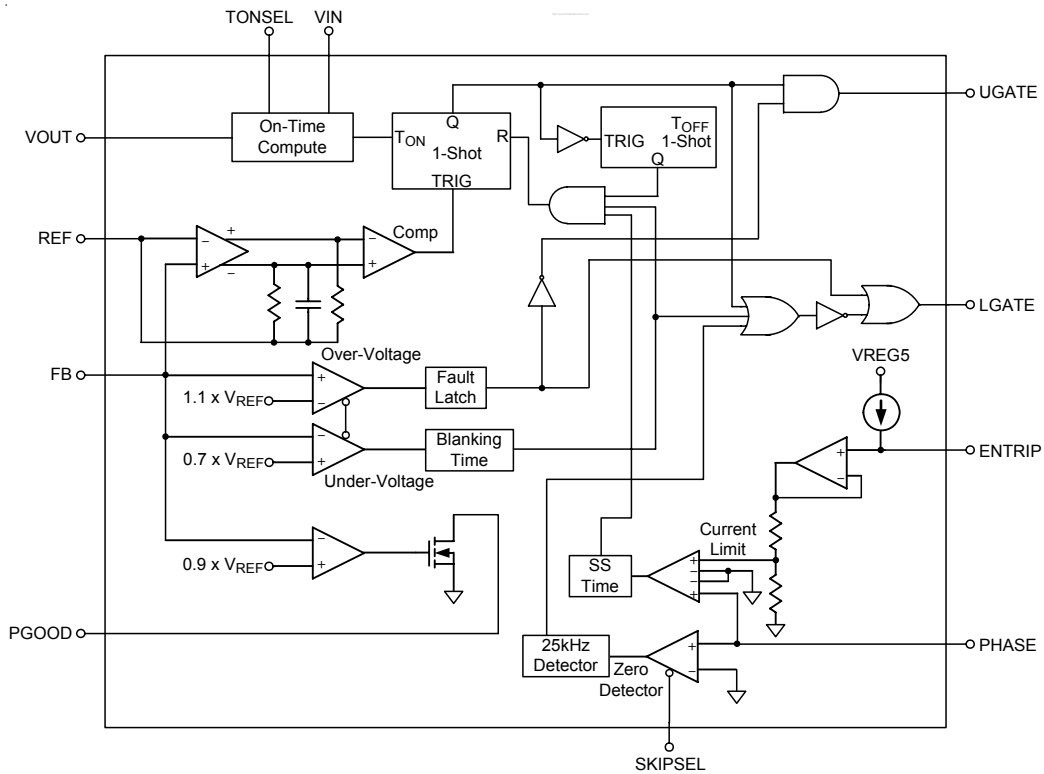 TONSEL VIN
UGATE
VOUT
On-Time
Compute
Q
TON
R
1-Shot
TRIG
TOFF
TRIG 1-Shot
Q
REF
−
+
+
−
−
+
Comp
LGATE
VREG5
FB
Over-Voltage
+
−
1.1 x VREF
Fault
Latch
−
+
0.7 x VREF
Under-Voltage
Blanking
Time
+
−
ENTRIP
Current
Limit
−
+
0.9 x VREF
SS
Time
+
−
−
+
PGOOD
25kHz
Detector
Zero
Detector
+
−
PHASE
SKIPSEL